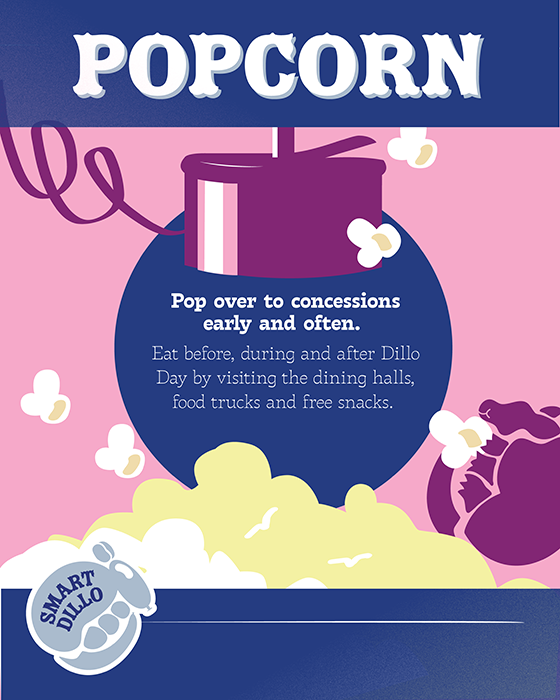 POPCORN
Pop over to concessions
early and often.
Eat before, during and after Dillo
Day by visiting the dining halls,
food trucks and free snacks.
SMART
DILLO